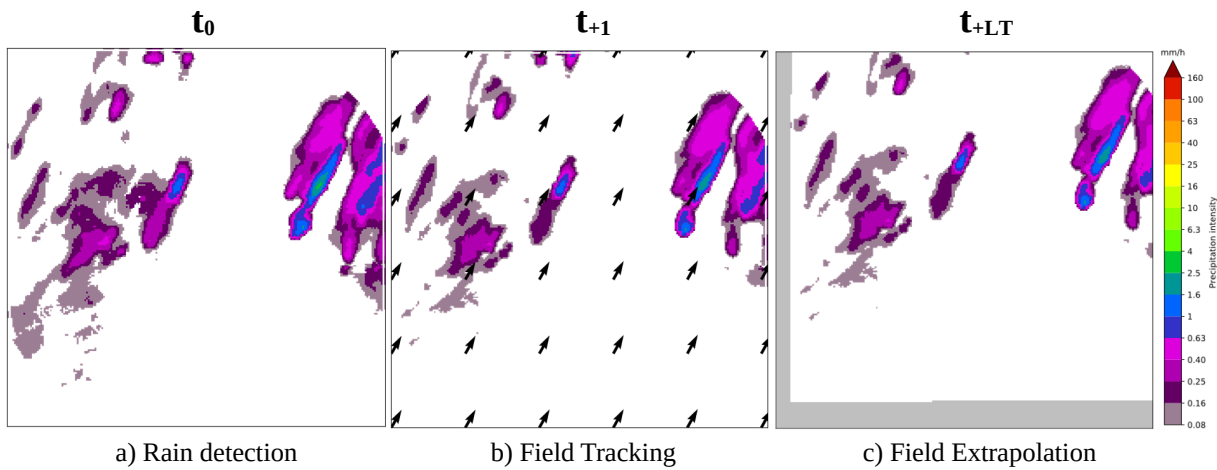 t0
t+1
t+LT
mm/h
160
100
63
40
25
16
10
6.3
4
2.5
1.6
1
0.63
0.40
0.25
0.16
0.08
Precipitation intensity
a) Rain detection
b) Field Tracking
c) Field Extrapolation